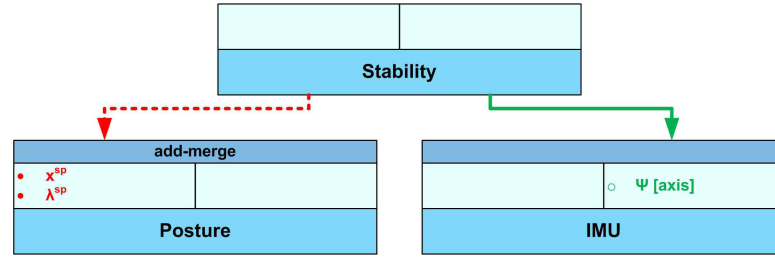 Stability
add-merge
• x^sp
• λ^sp
○ Ψ [axis]
Posture
IMU